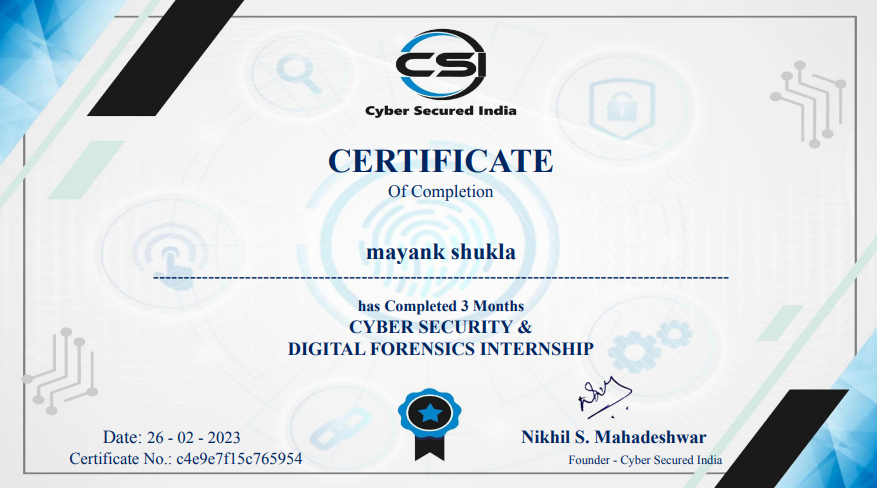 CSI
Cyber Secured India
CERTIFICATE
Of Completion
mayank shukla
has Completed 3 Months
CYBER SECURITY &
DIGITAL FORENSICS INTERNSHIP
Date: 26 - 02 - 2023
Certificate No.: c4e9e7f15c765954
Nikhil S. Mahadeshwar
Founder - Cyber Secured India